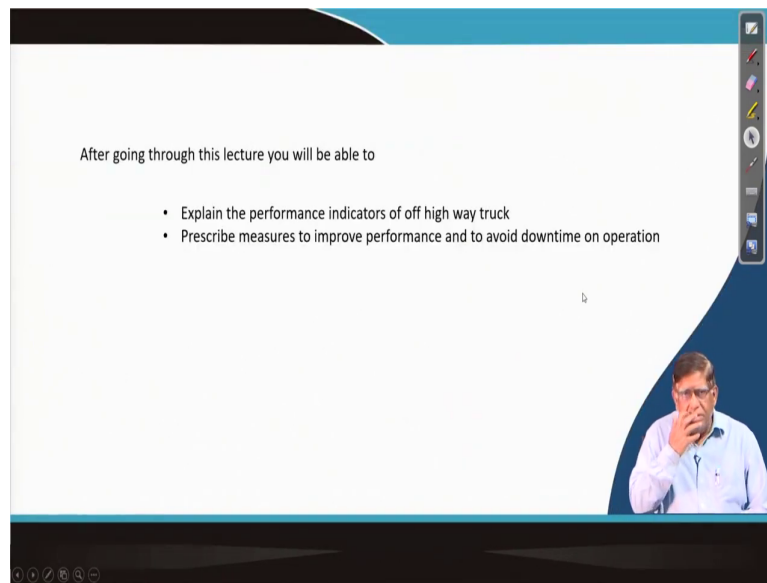 After going through this lecture you will be able to
• Explain the performance indicators of off high way truck
• Prescribe measures to improve performance and to avoid downtime on operation